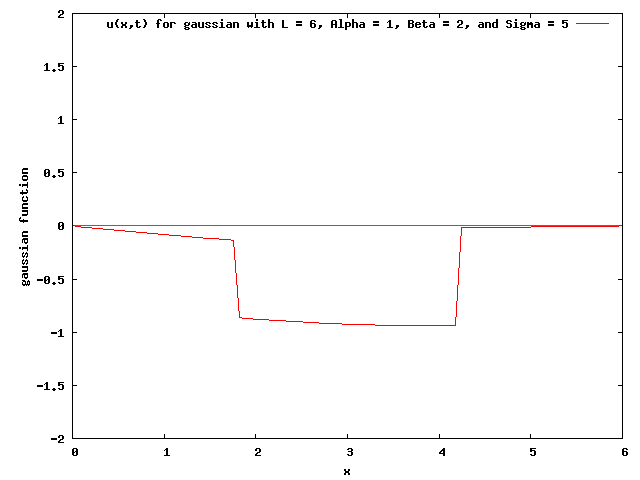 u(x,t) for gaussian with L = 6, Alpha = 1, Beta = 2, and Sigma = 5
2
1.5
1
0.5
0
-0.5
-1
-1.5
-2
gaussian function
0 1 2 3 4 5 6
x